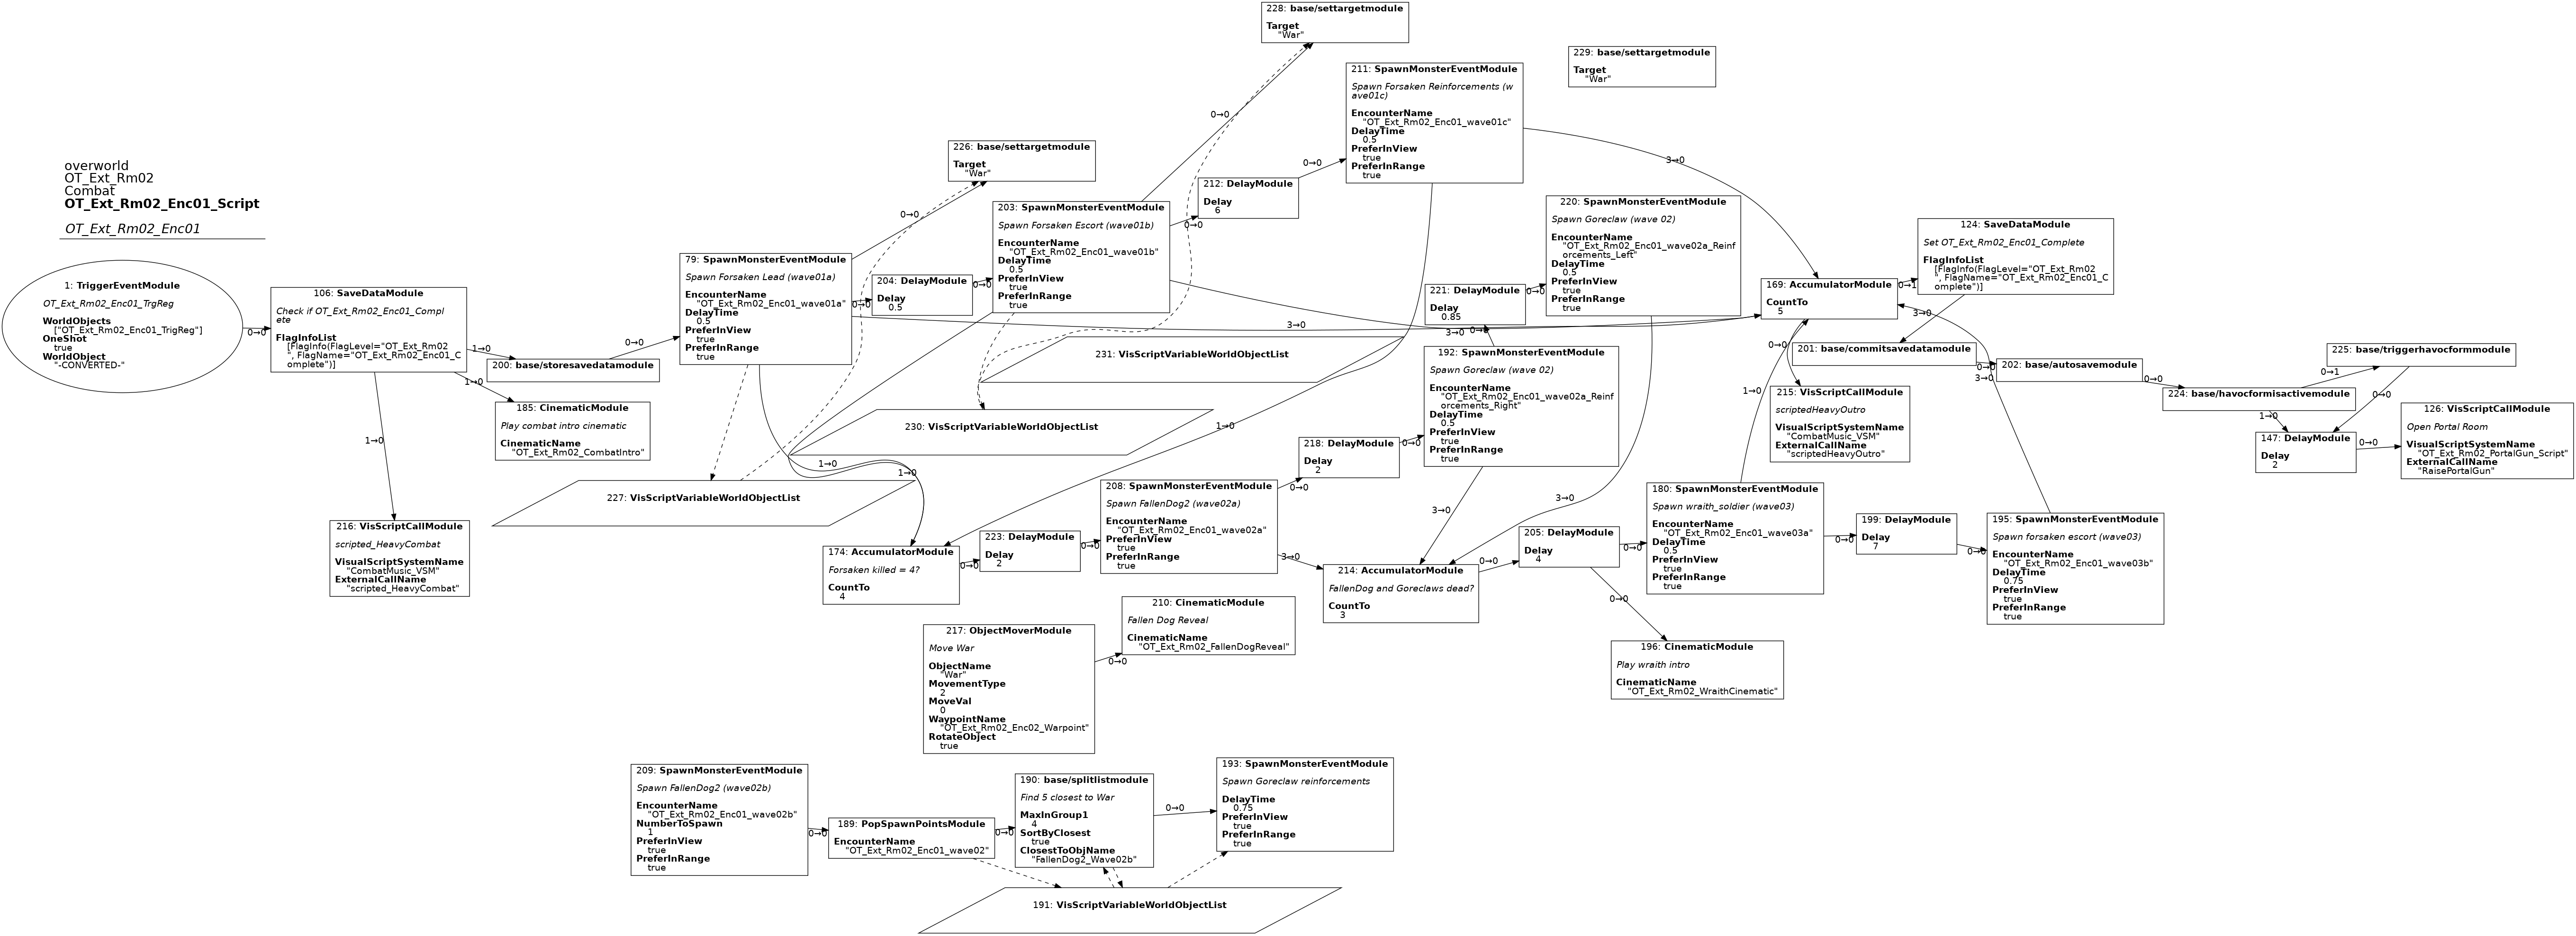 overworld
OT_Ext_Rm02
Combat
OT_Ext_Rm02_Enc01_Script
OT_Ext_Rm02_Enc01
1: TriggerEventModule
OT_Ext_Rm02_Enc01_TrgReg
WorldObjects
["OT_Ext_Rm02_Enc01_TrigReg"]
OneShot
true
WorldObject
"-CONVERTED-"
0→0
106: SaveDataModule
Check if OT_Ext_Rm02_Enc01_Compl
ete
FlagInfoList
[FlagInfo(FlagLevel="OT_Ext_Rm02
", FlagName="OT_Ext_Rm02_Enc01_C
omplete")]
1→0
1→0
1→0
200: base/storesavedatamodule
0→0
185: CinematicModule
Play combat intro cinematic
CinematicName
"OT_Ext_Rm02_CombatIntro"
216: VisScriptCallModule
scripted_HeavyCombat
VisualScriptSystemName
"CombatMusic_VSM"
ExternalCallName
"scripted_HeavyCombat"
79: SpawnMonsterEventModule
Spawn Forsaken Lead (wave01a)
EncounterName
"OT_Ext_Rm02_Enc01_wave01a"
DelayTime
0.5
PreferInView
true
PreferInRange
true
0→0
0→0
3→0
1→0
226: base/settargetmodule
Target
"War"
204: DelayModule
Delay
0.5
0→0
203: SpawnMonsterEventModule
Spawn Forsaken Escort (wave01b)
EncounterName
"OT_Ext_Rm02_Enc01_wave01b"
DelayTime
0.5
PreferInView
true
PreferInRange
true
0→0
0→0
3→0
1→0
228: base/settargetmodule
Target
"War"
229: base/settargetmodule
Target
"War"
212: DelayModule
Delay
6
0→0
211: SpawnMonsterEventModule
Spawn Forsaken Reinforcements (w
ave01c)
EncounterName
"OT_Ext_Rm02_Enc01_wave01c"
DelayTime
0.5
PreferInView
true
PreferInRange
true
3→0
1→0
231: VisScriptVariableWorldObjectList
230: VisScriptVariableWorldObjectList
227: VisScriptVariableWorldObjectList
174: AccumulatorModule
Forsaken killed = 4?
CountTo
4
0→0
223: DelayModule
Delay
2
0→0
208: SpawnMonsterEventModule
Spawn FallenDog2 (wave02a)
EncounterName
"OT_Ext_Rm02_Enc01_wave02a"
PreferInView
true
PreferInRange
true
0→0
3→0
218: DelayModule
Delay
2
0→0
192: SpawnMonsterEventModule
Spawn Goreclaw (wave 02)
EncounterName
"OT_Ext_Rm02_Enc01_wave02a_Reinf
orcements_Right"
DelayTime
0.5
PreferInView
true
PreferInRange
true
0→0
3→0
221: DelayModule
Delay
0.85
0→0
220: SpawnMonsterEventModule
Spawn Goreclaw (wave 02)
EncounterName
"OT_Ext_Rm02_Enc01_wave02a_Reinf
orcements_Left"
DelayTime
0.5
PreferInView
true
PreferInRange
true
3→0
214: AccumulatorModule
FallenDog and Goreclaws dead?
CountTo
3
0→0
205: DelayModule
Delay
4
0→0
0→0
196: CinematicModule
Play wraith intro
CinematicName
"OT_Ext_Rm02_WraithCinematic"
180: SpawnMonsterEventModule
Spawn wraith_soldier (wave03)
EncounterName
"OT_Ext_Rm02_Enc01_wave03a"
DelayTime
0.5
PreferInView
true
PreferInRange
true
1→0
0→0
199: DelayModule
Delay
7
0→0
195: SpawnMonsterEventModule
Spawn forsaken escort (wave03)
EncounterName
"OT_Ext_Rm02_Enc01_wave03b"
DelayTime
0.75
PreferInView
true
PreferInRange
true
3→0
3→0
169: AccumulatorModule
CountTo
5
0→1
0→0
124: SaveDataModule
Set OT_Ext_Rm02_Enc01_Complete
FlagInfoList
[FlagInfo(FlagLevel="OT_Ext_Rm02
", FlagName="OT_Ext_Rm02_Enc01_C
omplete")]
201: base/commitsavedatamodule
0→0
202: base/autosavemodule
0→0
215: VisScriptCallModule
scriptedHeavyOutro
VisualScriptSystemName
"CombatMusic_VSM"
ExternalCallName
"scriptedHeavyOutro"
224: base/havocformisactivemodule
0→1
1→0
225: base/triggerhavocformmodule
0→0
147: DelayModule
Delay
2
0→0
126: VisScriptCallModule
Open Portal Room
VisualScriptSystemName
"OT_Ext_Rm02_PortalGun_Script"
ExternalCallName
"RaisePortalGun"
217: ObjectMoverModule
Move War
ObjectName
"War"
MovementType
2
MoveVal
0
WaypointName
"OT_Ext_Rm02_Enc02_Warpoint"
RotateObject
true
0→0
210: CinematicModule
Fallen Dog Reveal
CinematicName
"OT_Ext_Rm02_FallenDogReveal"
209: SpawnMonsterEventModule
Spawn FallenDog2 (wave02b)
EncounterName
"OT_Ext_Rm02_Enc01_wave02b"
NumberToSpawn
1
PreferInView
true
PreferInRange
true
0→0
189: PopSpawnPointsModule
EncounterName
"OT_Ext_Rm02_Enc01_wave02"
0→0
190: base/splitlistmodule
Find 5 closest to War
MaxInGroup1
4
SortByClosest
true
ClosestToObjName
"FallenDog2_Wave02b"
0→0
193: SpawnMonsterEventModule
Spawn Goreclaw reinforcements
DelayTime
0.75
PreferInView
true
PreferInRange
true
191: VisScriptVariableWorldObjectList